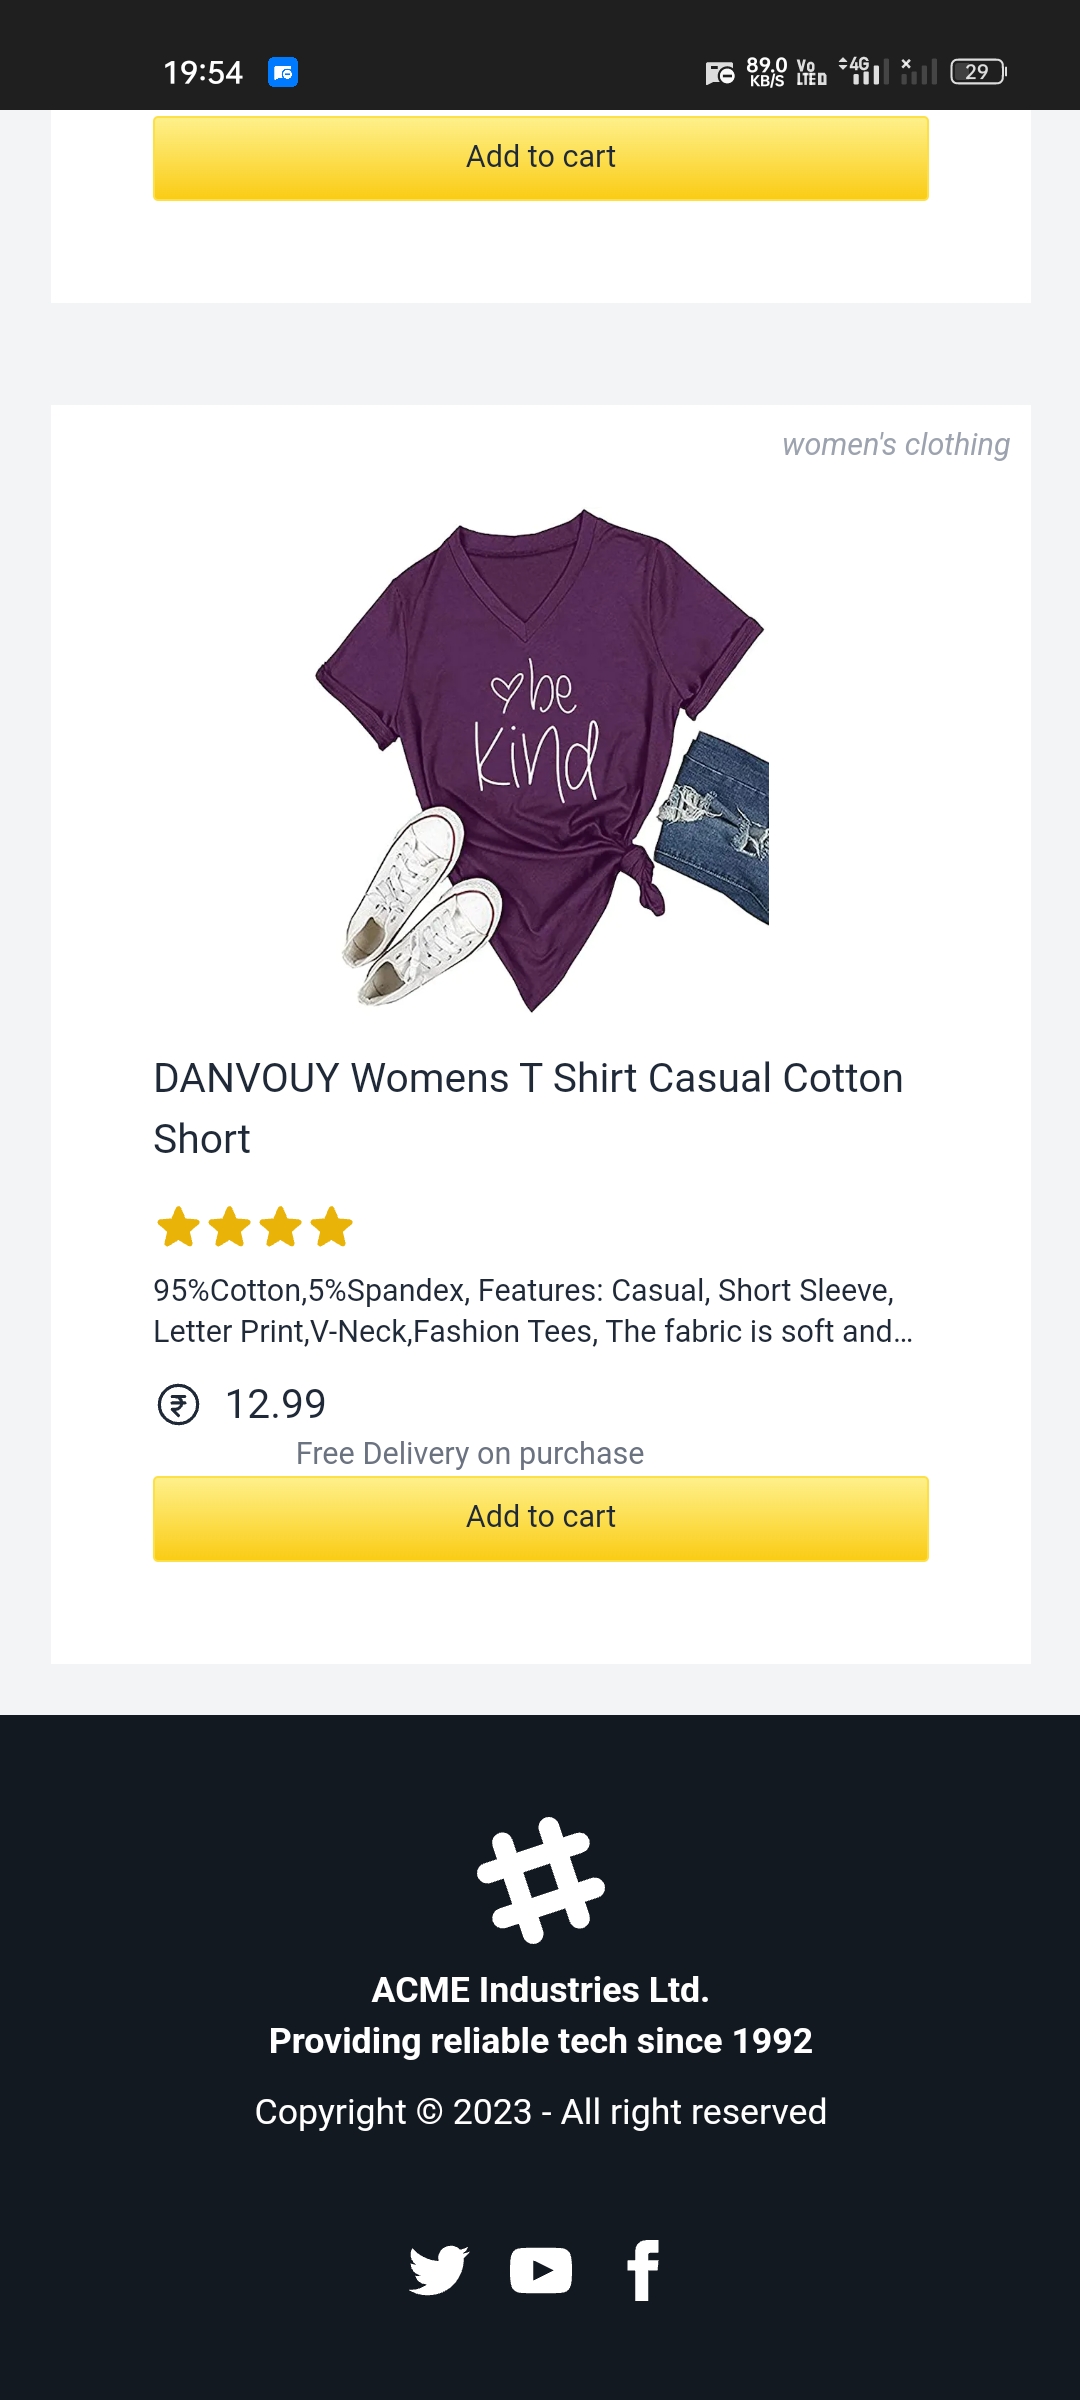 19:54
89.0
KB/S
Vo
LTED
4G
29
Add to cart
women's clothing
be
kind
DANVOUY Womens T Shirt Casual Cotton
Short
95%Cotton,5%Spandex, Features: Casual, Short Sleeve,
Letter Print,V-Neck,Fashion Tees, The fabric is soft and…
₹ 12.99
Free Delivery on purchase
Add to cart
ACME Industries Ltd.
Providing reliable tech since 1992
Copyright © 2023 - All right reserved